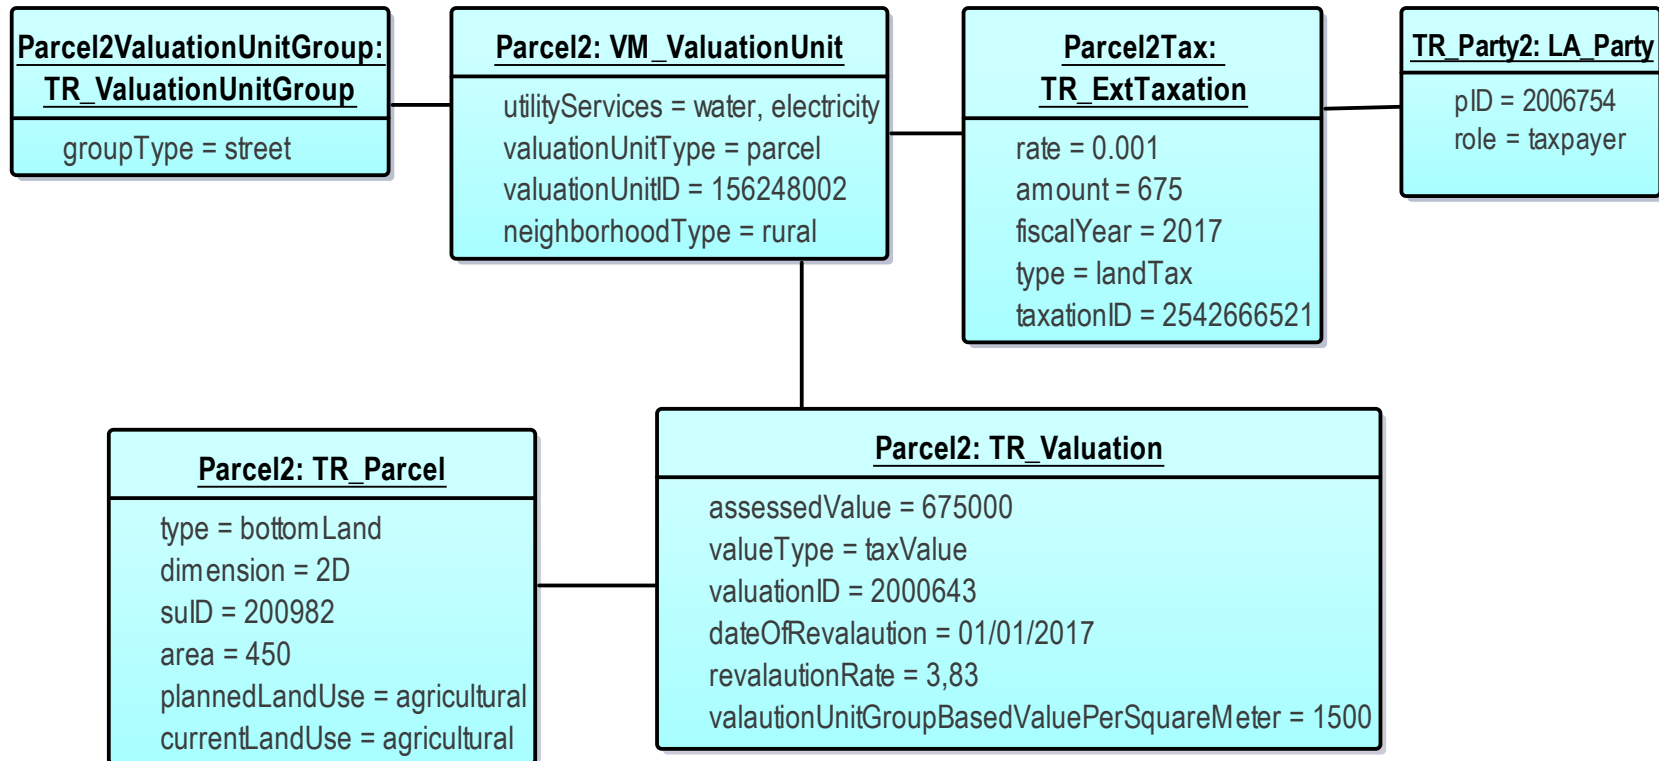 Parcel2ValuationUnitGroup:
TR_ValuationUnitGroup
groupType = street
Parcel2: VM_ValuationUnit
utilityServices = water, electricity
valuationUnitType = parcel
valuationUnitID = 156248002
neighborhoodType = rural
Parcel2Tax:
TR_ExtTaxation
rate = 0.001
amount = 675
fiscalYear = 2017
type = landTax
taxationID = 2542666521
TR_Party2: LA_Party
pID = 2006754
role = taxpayer
Parcel2: TR_Parcel
type = bottomLand
dimension = 2D
suID = 200982
area = 450
plannedLandUse = agricultural
currentLandUse = agricultural
Parcel2: TR_Valuation
assessedValue = 675000
valueType = taxValue
valuationID = 2000643
dateOfRevalaution = 01/01/2017
revalautionRate = 3,83
valautionUnitGroupBasedValuePerSquareMeter = 1500